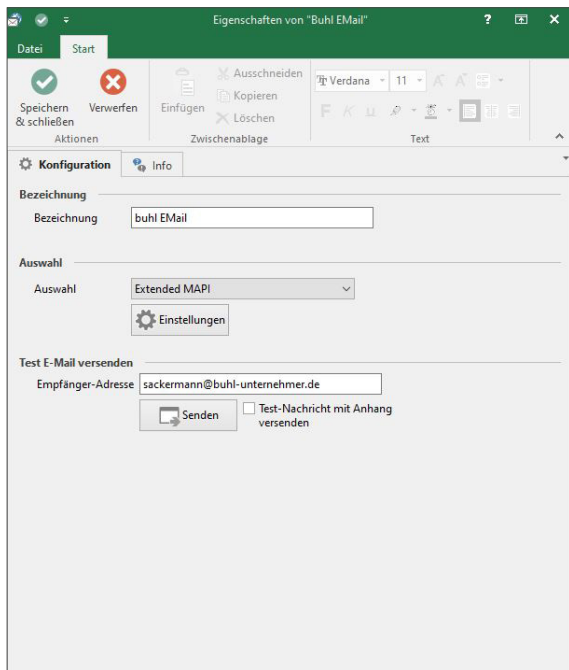 Eigenschaften von "Buhl EMail"
Datei Start
Speichern & schließen
Verwerfen
Aktionen
Einfügen
Ausschneiden
Kopieren
Löschen
Zwischenablage
Verdana 11
F K U
Text
Konfiguration Info
Bezeichnung
Bezeichnung buhl EMail
Auswahl
Auswahl Extended MAPI
Einstellungen
Test E-Mail versenden
Empfänger-Adresse sackermann@buhl-unternehmer.de
Senden
Test-Nachricht mit Anhang
versenden